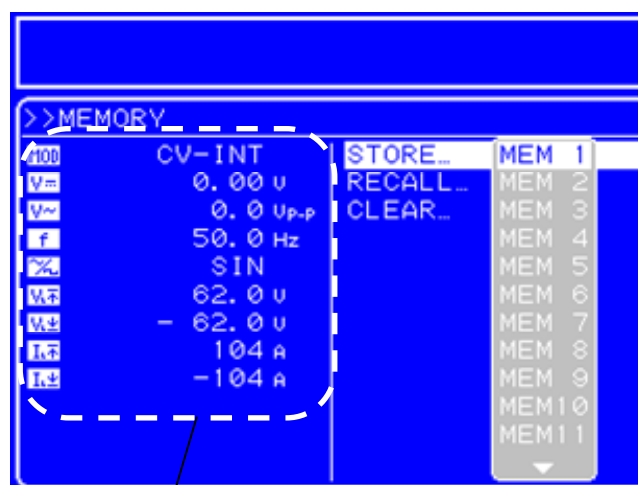 >>MEMORY
MOD CV-INT
V⎓ 0.00 V
V~ 0.0 Vp-p
f 50.0 Hz
SIN
V 62.0 V
V - 62.0 V
I 104 A
I -104 A
STORE…
RECALL…
CLEAR…
MEM 1
MEM 2
MEM 3
MEM 4
MEM 5
MEM 6
MEM 7
MEM 8
MEM 9
MEM10
MEM11